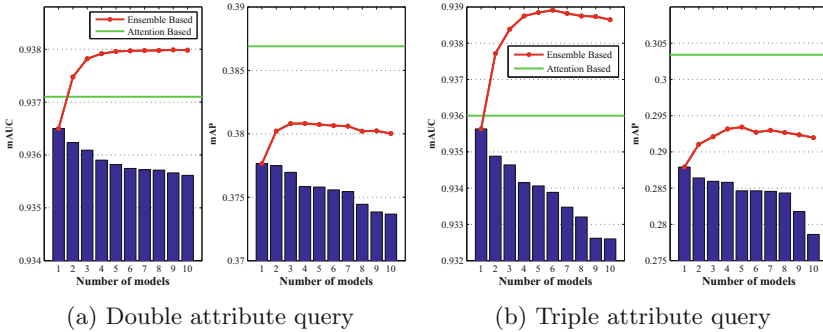 0.938
0.937
0.936
0.935
0.934
mAUC
Ensemble Based
Attention Based
1 2 3 4 5 6 7 8 9 10
Number of models
0.39
0.385
0.38
0.375
0.37
mAP
1 2 3 4 5 6 7 8 9 10
Number of models
(a) Double attribute query
0.939
0.938
0.937
0.936
0.935
0.934
0.933
0.932
mAUC
Ensemble Based
Attention Based
1 2 3 4 5 6 7 8 9 10
Number of models
0.305
0.3
0.295
0.29
0.285
0.28
0.275
mAP
1 2 3 4 5 6 7 8 9 10
Number of models
(b) Triple attribute query